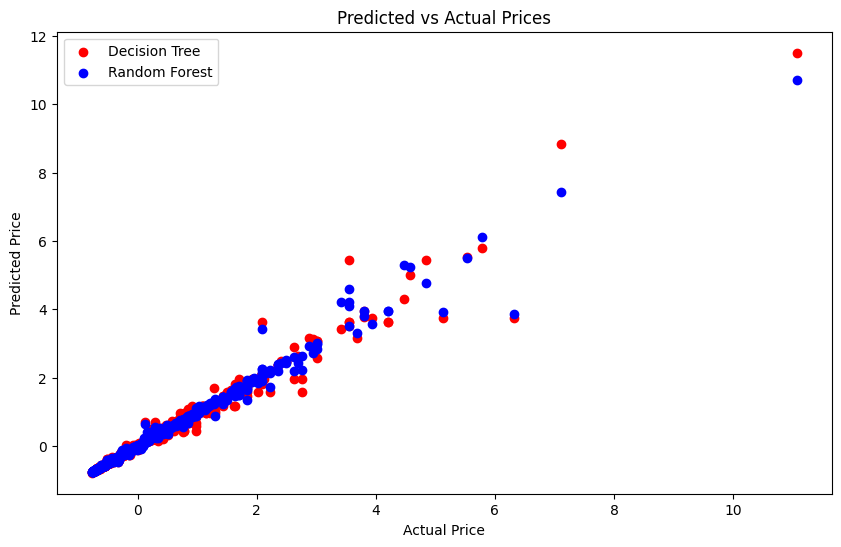 Predicted vs Actual Prices
Decision Tree
Random Forest
12
10
8
6
4
2
0
Predicted Price
0 2 4 6 8 10
Actual Price